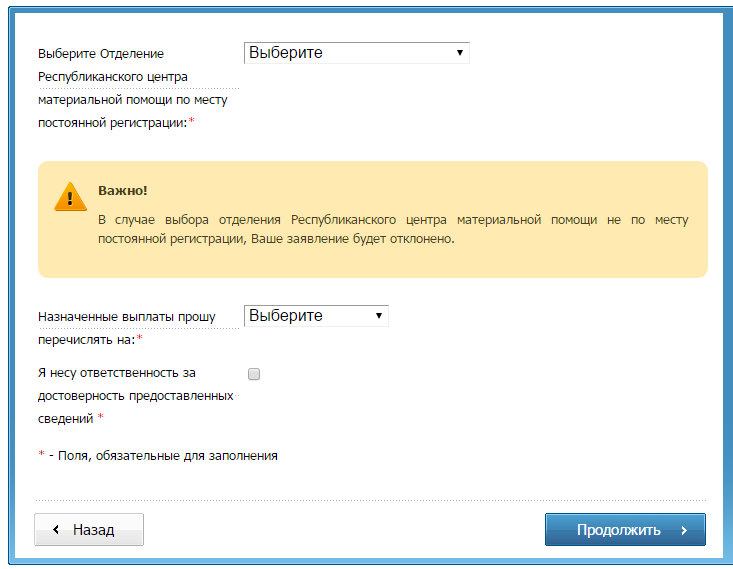 Выберите Отделение
Республиканского центра
материальной помощи по месту
постоянной регистрации:*
Выберите
Важно!
В случае выбора отделения Республиканского центра материальной помощи не по месту
постоянной регистрации, Ваше заявление будет отклонено.
Назначенные выплаты прошу
перечислять на:*
Выберите
Я несу ответственность за
достоверность предоставленных
сведений *
* - Поля, обязательные для заполнения
Назад
Продолжить